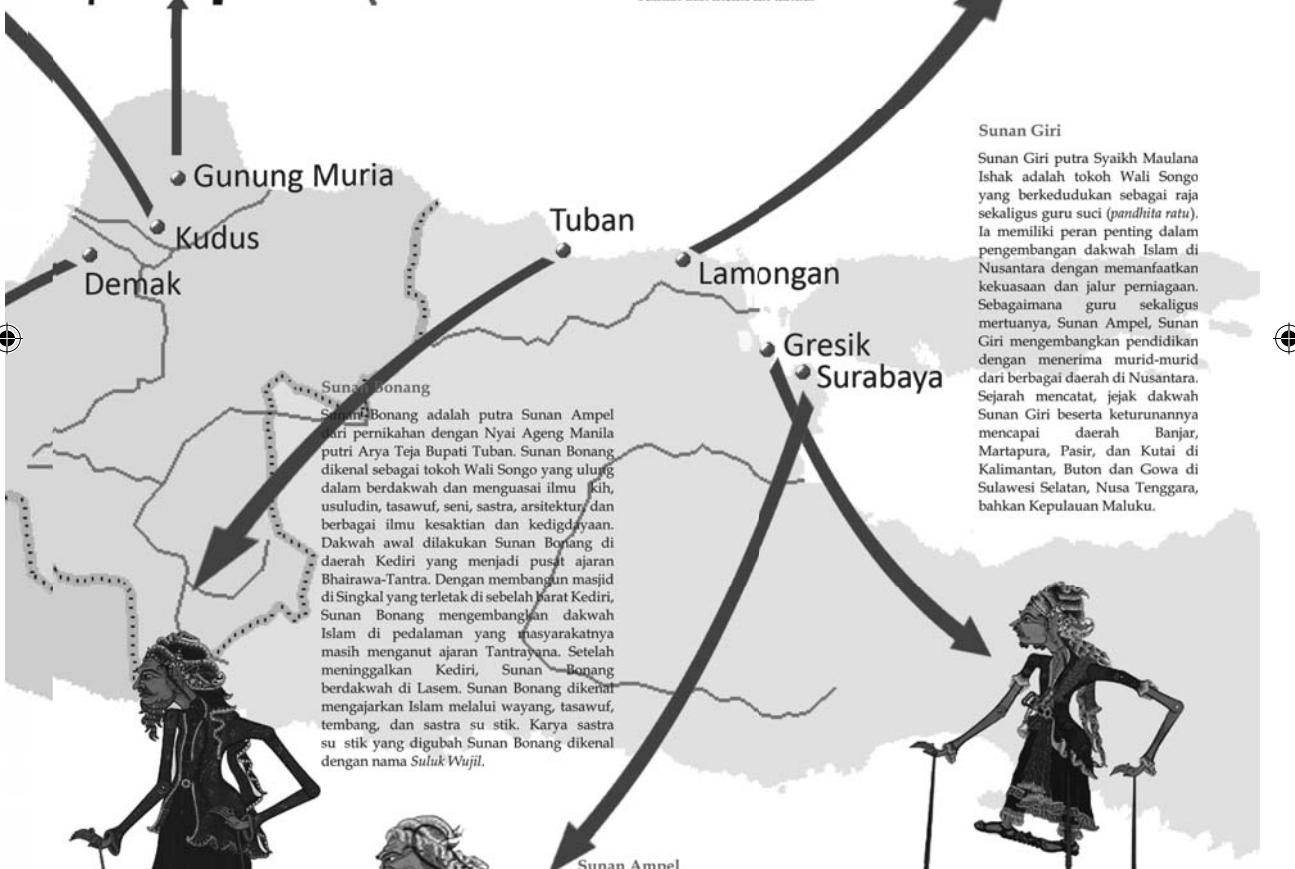 Gunung Muria
Kudus
Demak
Tuban
Lamongan
Gresik
Surabaya
Sunan Giri
Sunan Giri putra Syaikh Maulana
Ishak adalah tokoh Wali Songo
yang berkedudukan sebagai raja
sekaligus guru suci (pandhita ratu).
Ia memiliki peran penting dalam
pengembangan dakwah Islam di
Nusantara dengan memanfaatkan
kekuasaan dan jalur perniagaan.
Sebagaimana guru sekaligus
mertuanya, Sunan Ampel, Sunan
Giri mengembangkan pendidikan
dengan menerima murid-murid
dari berbagai daerah di Nusantara.
Sejarah mencatat, jejak dakwah
Sunan Giri beserta keturunannya
mencapai daerah Banjar,
Martapura, Pasir, dan Kutai di
Kalimantan, Buton dan Gowa di
Sulawesi Selatan, Nusa Tenggara,
bahkan Kepulauan Maluku.
Sunan Bonang
Sunan Bonang adalah putra Sunan Ampel
dari pernikahan dengan Nyai Ageng Manila
putri Arya Teja Bupati Tuban. Sunan Bonang
dikenal sebagai tokoh Wali Songo yang ulung
dalam berdakwah dan menguasai ilmu kih,
usuludin, tasawuf, seni, sastra, arsitektur, dan
berbagai ilmu kesaktian dan kedigdayaan.
Dakwah awal dilakukan Sunan Bonang di
daerah Kediri yang menjadi pusat ajaran
Bhairawa-Tantra. Dengan membangun masjid
di Singkal yang terletak di sebelah barat Kediri,
Sunan Bonang mengembangkan dakwah
Islam di pedalaman yang masyarakatnya
masih menganut ajaran Tantrayana. Setelah
meninggalkan Kediri, Sunan Bonang
berdakwah di Lasem. Sunan Bonang dikenal
mengajarkan Islam melalui wayang, tasawuf,
tembang, dan sastra su stik. Karya sastra
su stik yang digubah Sunan Bonang dikenal
dengan nama Suluk Wujil.
Sunan Ampel